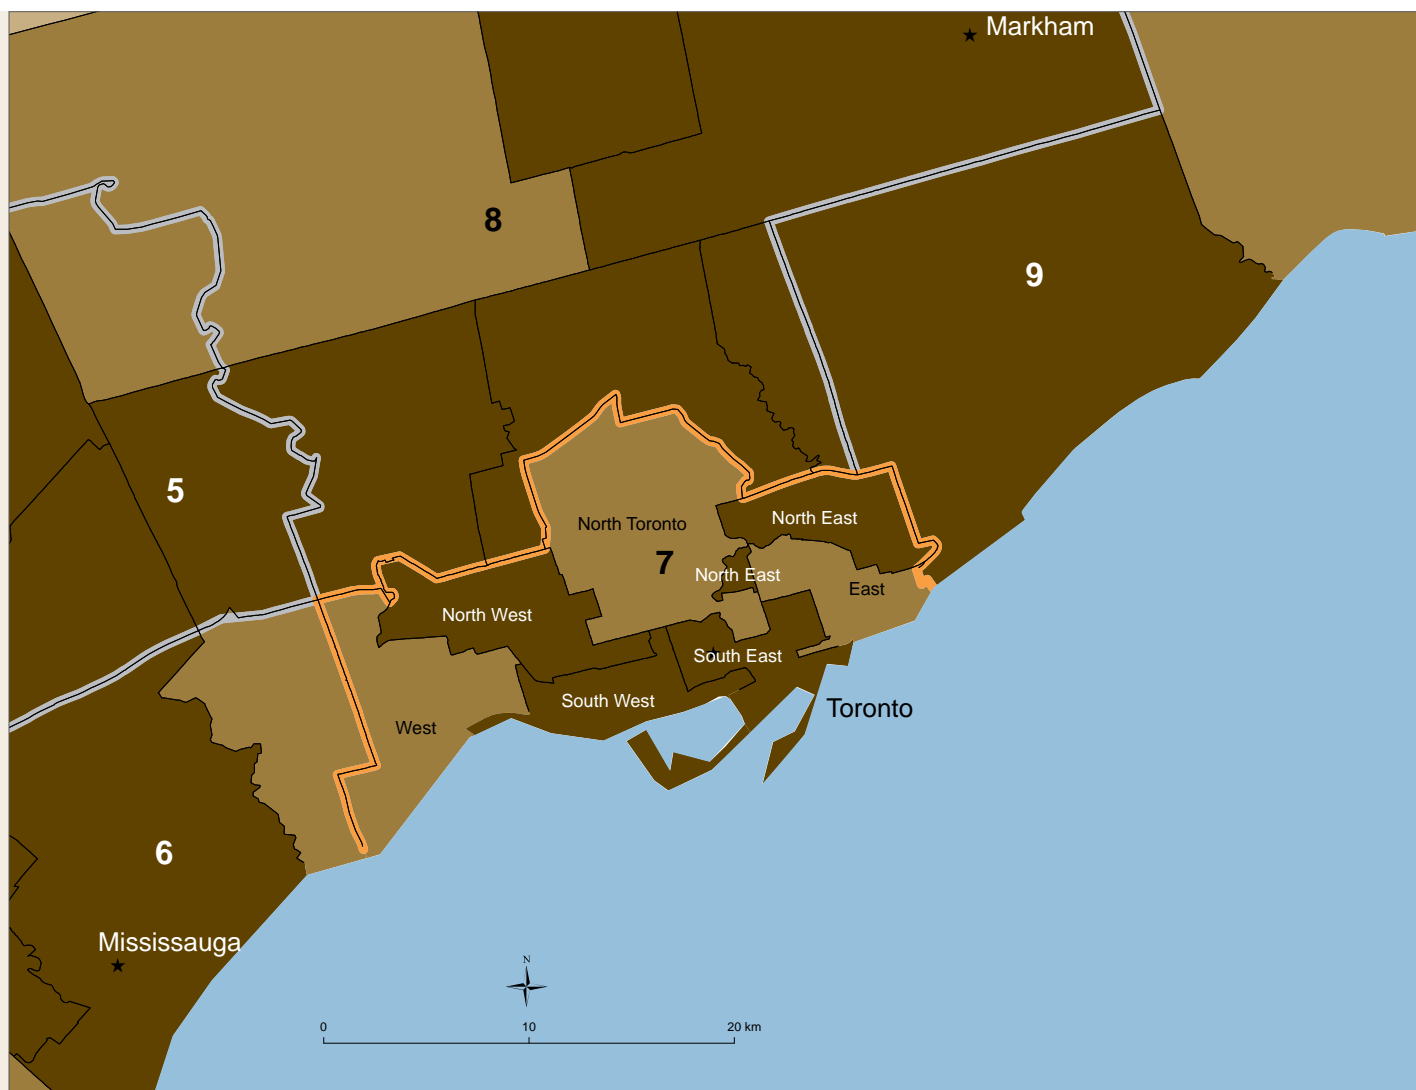 Markham
8
9
5
North East
North Toronto
7
North East
East
North West
South East
South West
Toronto
West
6
Mississauga
N
0 10 20 km